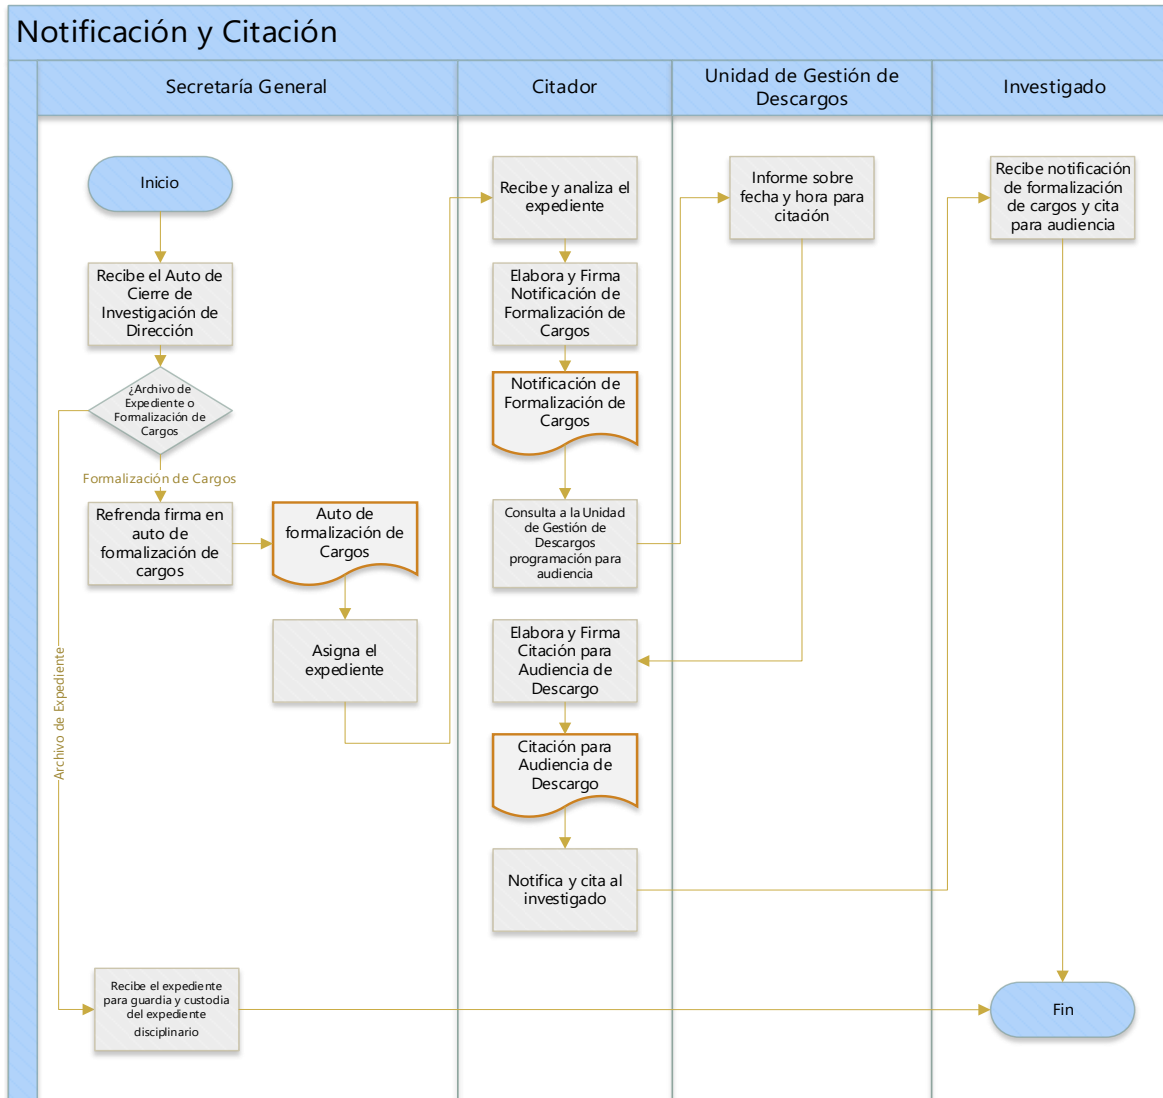 Notificación y Citación
Secretaría General
Citador
Unidad de Gestión de
Descargos
Investigado
Inicio
Recibe el Auto de
Cierre de
Investigación de
Dirección
¿Archivo de
Expediente o
Formalización de
Cargos
Formalización de Cargos
Refrenda firma en
auto de
formalización de
cargos
Auto de
formalización de
Cargos
Asigna el
expediente
Archivo de Expediente
Recibe el expediente
para guardia y custodia
del expediente
disciplinario
Recibe y analiza el
expediente
Elabora y Firma
Notificación de
Formalización de
Cargos
Notificación de
Formalización de
Cargos
Consulta a la Unidad
de Gestión de
Descargos
programación para
audiencia
Elabora y Firma
Citación para
Audiencia de
Descargo
Citación para
Audiencia de
Descargo
Notifica y cita al
investigado
Informe sobre
fecha y hora para
citación
Recibe notificación
de formalización
de cargos y cita
para audiencia
Fin